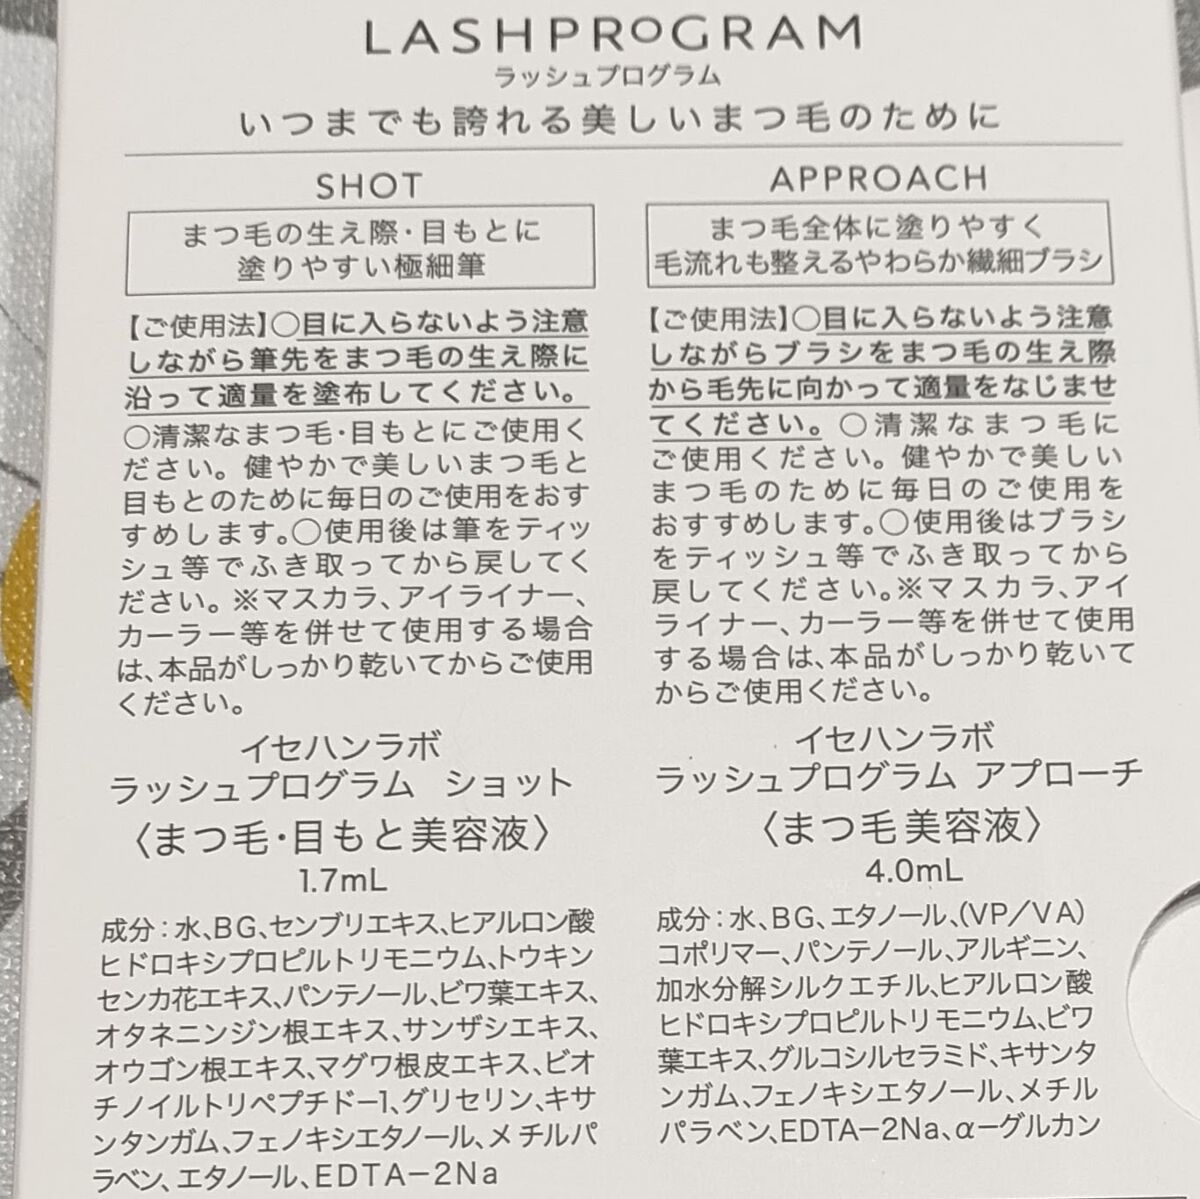 LASHPROGRAM
ラッシュプログラム
いつまでも誇れる美しいまつ毛のために
SHOT
まつ毛の生え際・目もとに
塗りやすい極細筆
【ご使用法】○目に入らないよう注意
しながら筆先をまつ毛の生え際に
沿って適量を塗布してください。
○清潔なまつ毛・目もとにご使用く
ださい。健やかで美しいまつ毛と
目もとのために毎日のご使用をおす
すめします。○使用後は筆をティッ
シュ等でふき取ってから戻してく
ださい。※マスカラ、アイライナー、
カーラー等を併せて使用する場合
は、本品がしっかり乾いてからご使用
ください。
イセハンラボ
ラッシュプログラム ショット
〈まつ毛・目もと美容液〉
1.7mL
成分：水、BG、センブリエキス、ヒアルロン酸
ヒドロキシプロピルトリモニウム、トウキン
センカ花エキス、パンテノール、ビワ葉エキス、
オタネニンジン根エキス、サンザシエキス、
オウゴン根エキス、マグワ根皮エキス、ビオ
チノイルトリペプチド-1、グリセリン、キサ
ンタンガム、フェノキシエタノール、メチルパ
ラベン、エタノール、EDTA-2Na
APPROACH
まつ毛全体に塗りやすく
毛流れも整えるやわらか繊細ブラシ
【ご使用法】○目に入らないよう注意
しながらブラシをまつ毛の生え際
から毛先に向かって適量をなじませ
てください。○清潔なまつ毛に
ご使用ください。健やかで美しい
まつ毛のために毎日のご使用を
おすすめします。○使用後はブラシ
をティッシュ等でふき取ってから
戻してください。※マスカラ、アイ
ライナー、カーラー等を併せて使用
する場合は、本品がしっかり乾いて
からご使用ください。
イセハンラボ
ラッシュプログラム アプローチ
〈まつ毛美容液〉
4.0mL
成分：水、BG、エタノール、(VP/VA)
コポリマー、パンテノール、アルギニン、
加水分解シルクエチル、ヒアルロン酸
ヒドロキシプロピルトリモニウム、ビワ
葉エキス、グルコシルセラミド、キサンタ
ンガム、フェノキシエタノール、メチル
パラベン、EDTA-2Na、α-グルカン